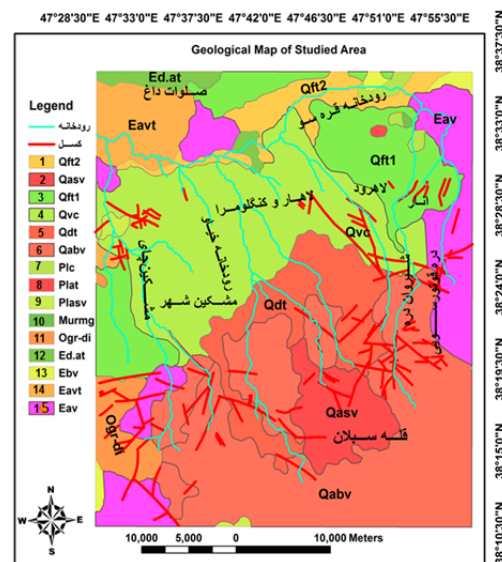 47°28'30"E 47°33'0"E 47°37'30"E 47°42'0"E 47°46'30"E 47°51'0"E 47°55'30"E
Geological Map of Studied Area
38°37'30"N
38°33'0"N
38°28'30"N
38°24'0"N
38°19'30"N
38°15'0"N
38°10'30"N
Legend
رودخانه
گسل
1 Qft2
2 Qasv
3 Qft1
4 Qvc
5 Qdt
6 Qabv
7 Plc
8 Plat
9 Plasv
10 Murmg
11 Ogr-di
12 Ed.at
13 Ebv
14 Eavt
15 Eav
Ed.at
صلوات داغ
Qft2
رودخانه قره سو
Eavt
Eav
Qft1
انار
لاهرود
لاهار و کنگلومرا
Qvc
رودخانه خیاو
مشکین چای
مشکین شهر
شیروان دره
Qdt
Qasv
قله سبلان
Ogr-di
Qabv
N
W E
S
10,000 5,000 0 10,000 Meters